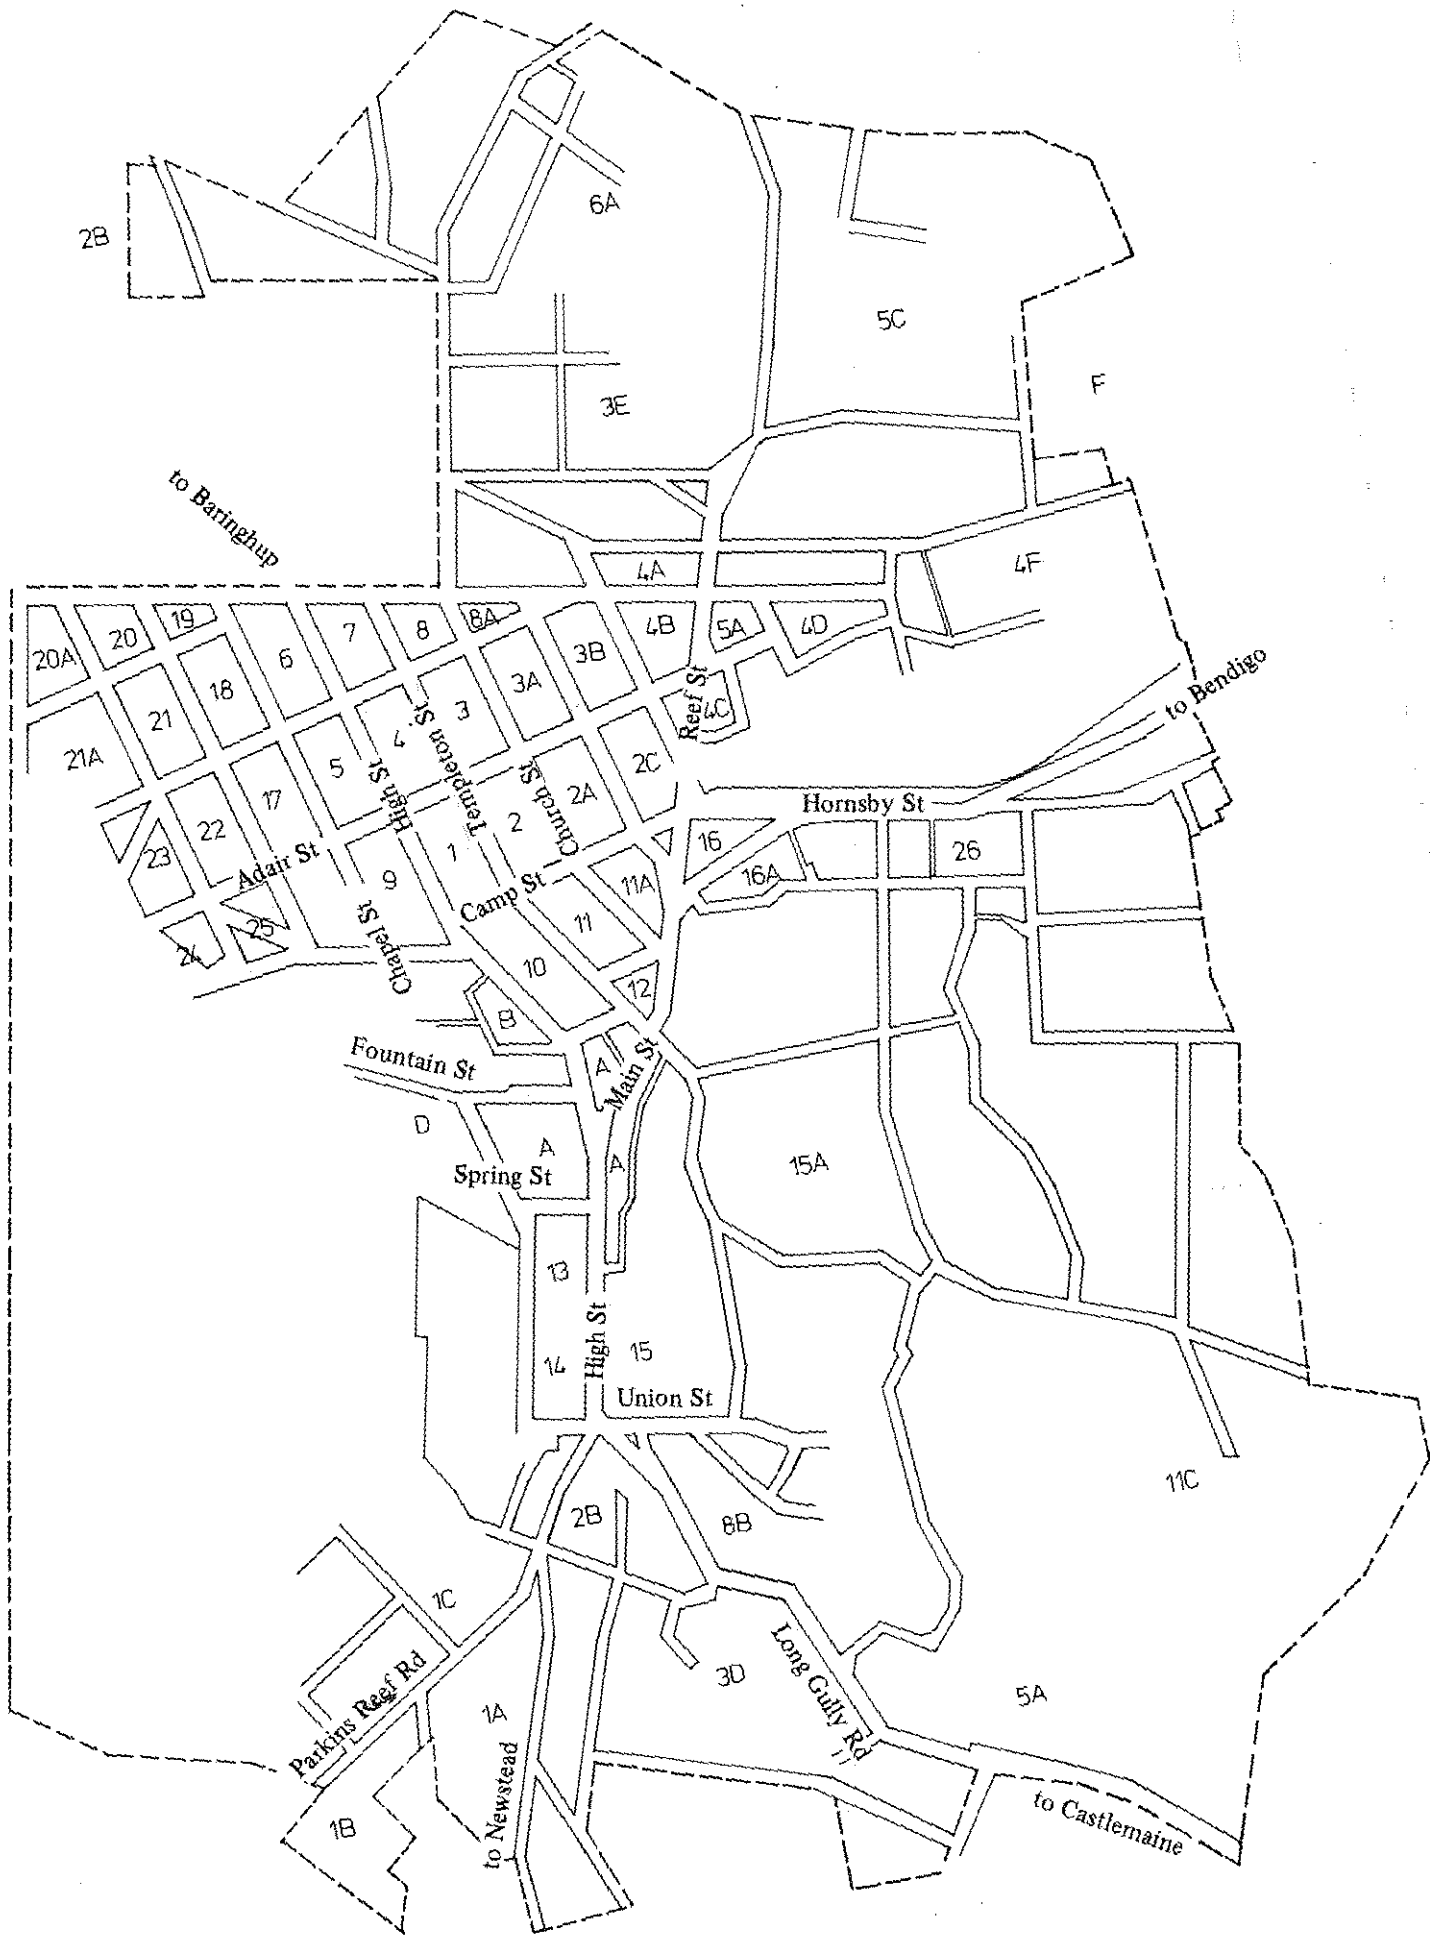 6A
2B
5C
F
3E
to Baringhup
4A
4F
20A
20
19
6
7
8
8A
3B
4B
5A
4D
21
18
4
Templeton St
3
3A
Reef St
4C
to Bendigo
21A
5
High St
2C
17
22
23
Adair St
9
1
2
Church St
2A
Hornsby St
16
16A
26
24
25
Chapel St
Camp St
11
11A
10
12
B
Fountain St
A
Main St
D
A
A
Spring St
15A
13
High St
14
15
Union St
11C
2B
8B
1C
Parkins Reef Rd
1A
3D
Long Gully Rd
5A
1B
to Newstead
to Castlemaine